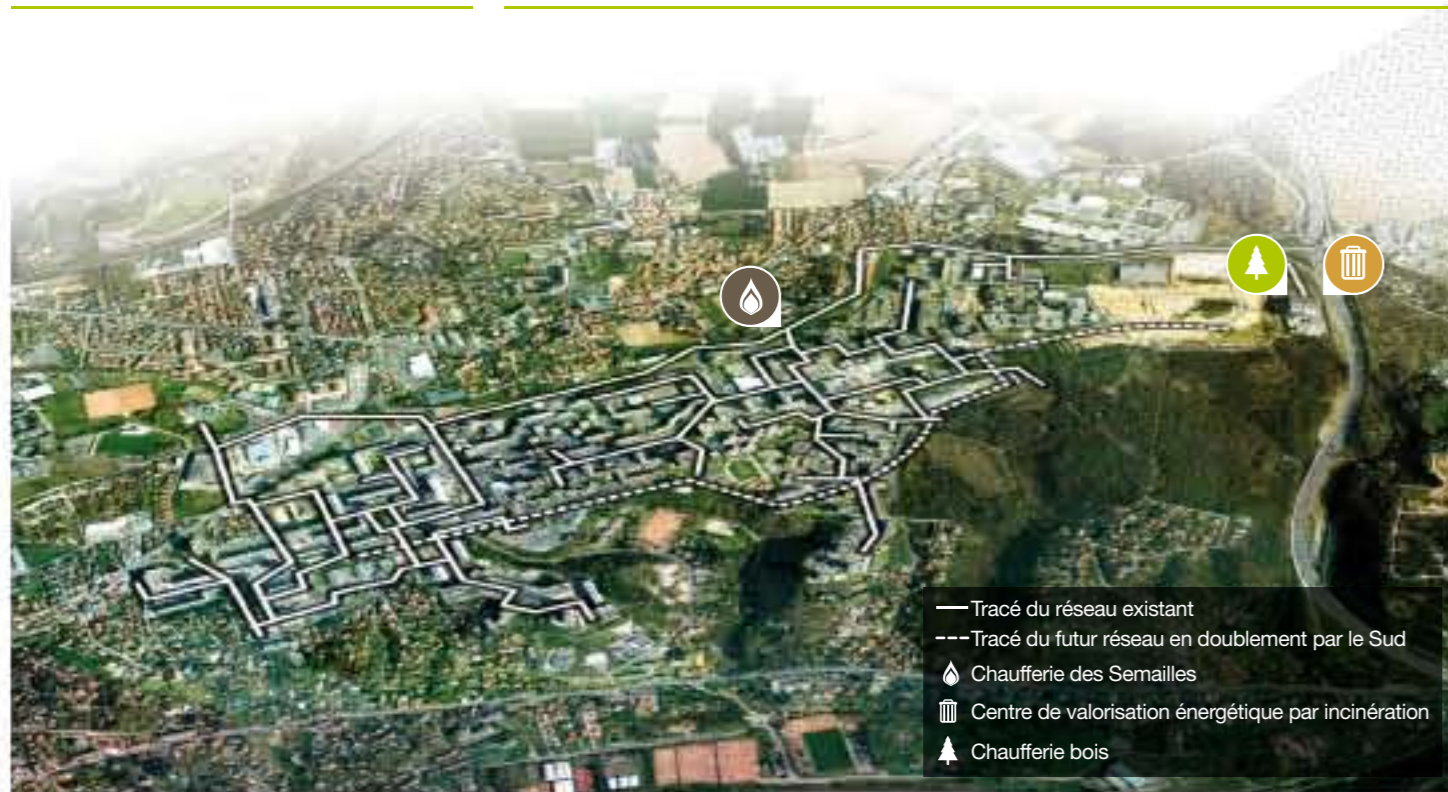 Tracé du réseau existant
Tracé du futur réseau en doublement par le Sud
Chaufferie des Semailles
Centre de valorisation énergétique par incinération
Chaufferie bois